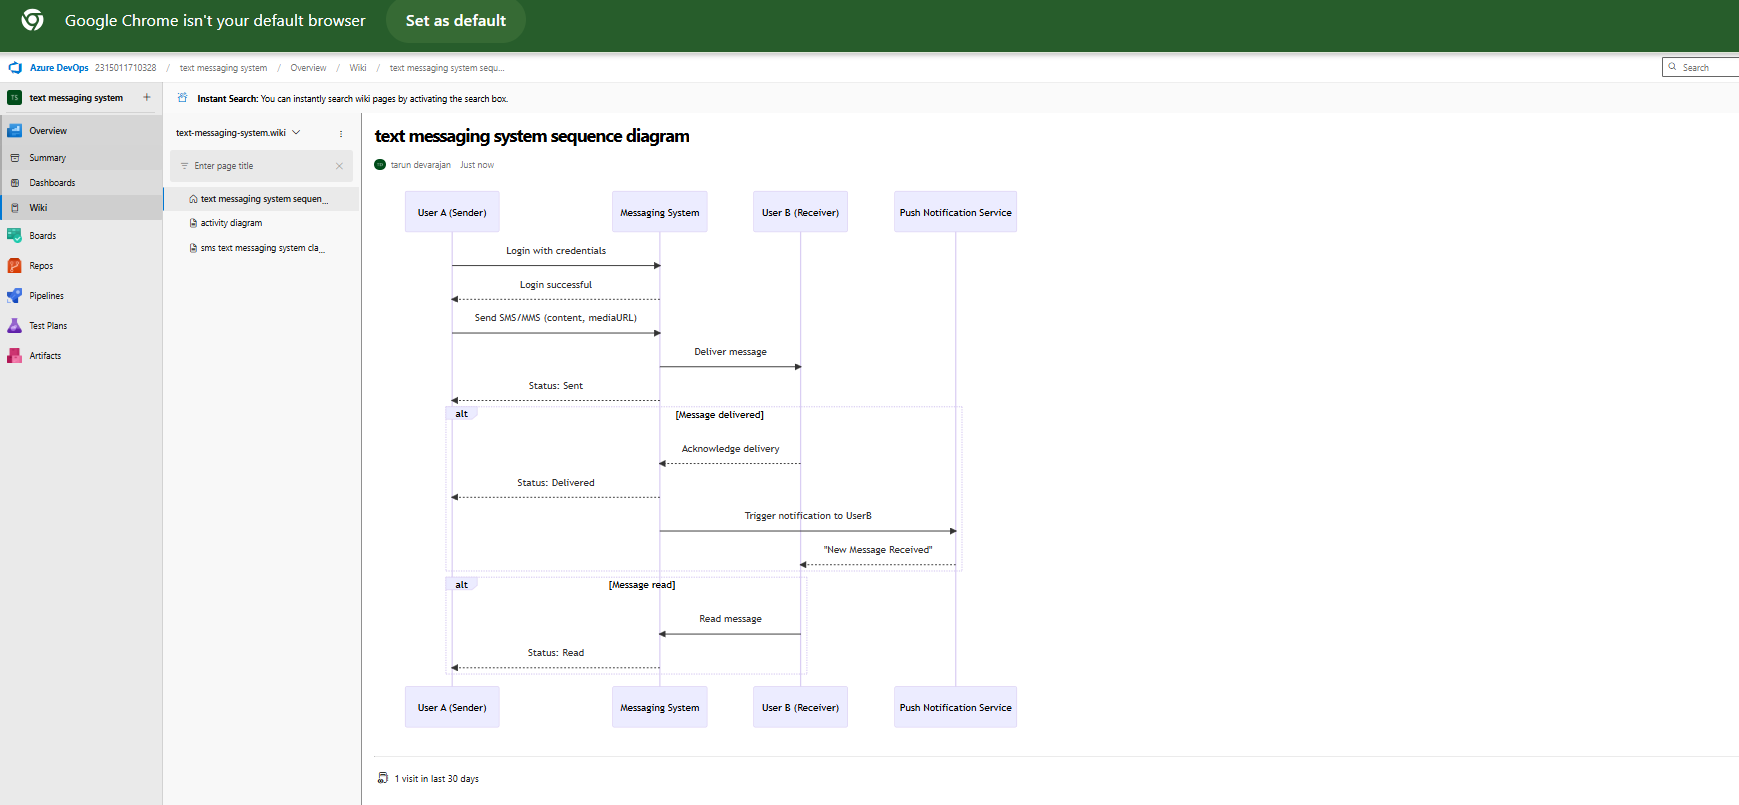 Google Chrome isn't your default browser Set as default
Azure DevOps 2315011710328 / text messaging system / Overview / Wiki / text messaging system sequ...
Search
TS text messaging system +
Instant Search: You can instantly search wiki pages by activating the search box.
Overview
Summary
Dashboards
Wiki
Boards
Repos
Pipelines
Test Plans
Artifacts
text-messaging-system.wiki
Enter page title
text messaging system sequen...
activity diagram
sms text messaging system cla...
text messaging system sequence diagram
tarun devarajan Just now
User A (Sender) Messaging System User B (Receiver) Push Notification Service
Login with credentials
Login successful
Send SMS/MMS (content, mediaURL)
Deliver message
Status: Sent
alt [Message delivered]
Acknowledge delivery
Status: Delivered
Trigger notification to UserB
"New Message Received"
alt [Message read]
Read message
Status: Read
User A (Sender) Messaging System User B (Receiver) Push Notification Service
1 visit in last 30 days